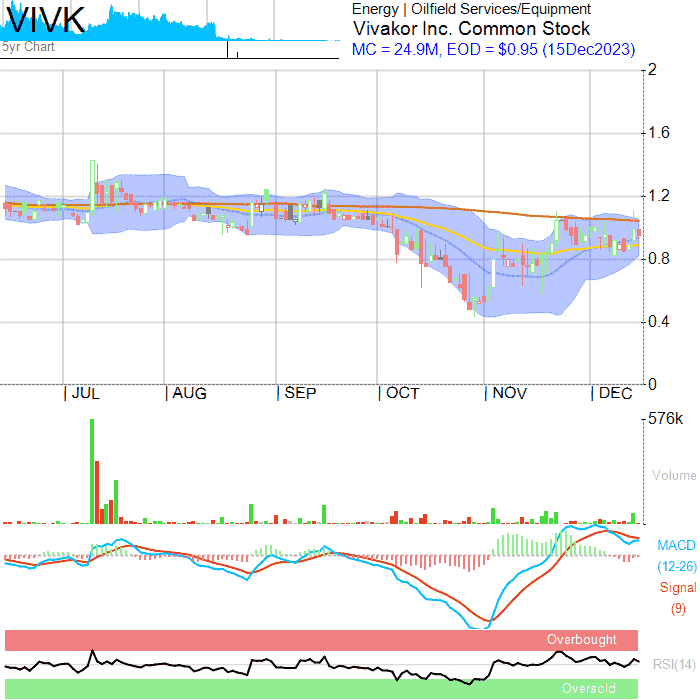 VIVK
5yr Chart
Energy | Oilfield Services/Equipment
Vivakor Inc. Common Stock
MC = 24.9M, EOD = $0.95 (15Dec2023)
2
1.6
1.2
0.8
0.4
0
JUL AUG SEP OCT NOV DEC
576k
Volume
MACD
(12-26)
Signal
(9)
Overbought
RSI(14)
Oversold